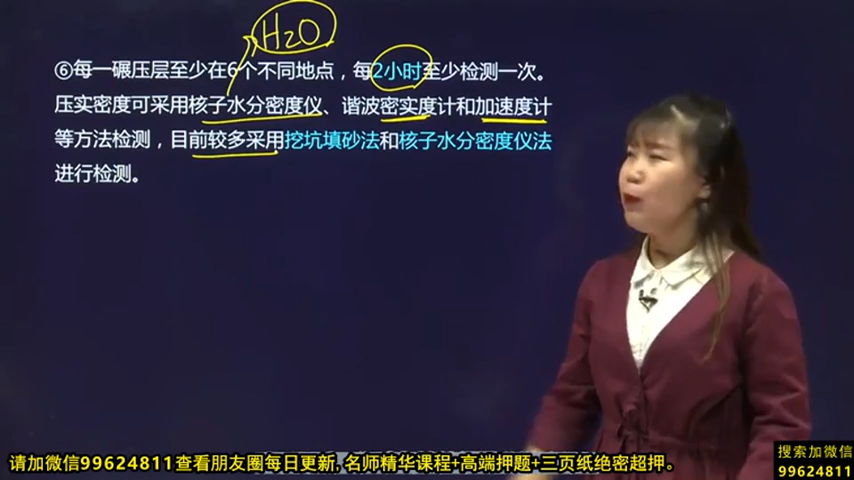 H₂O
⑥每一碾压层至少在6个不同地点，每2小时至少检测一次。
压实密度可采用核子水分密度仪、谐波密实度计和加速度计
等方法检测，目前较多采用挖坑填砂法和核子水分密度仪法
进行检测。
请加微信99624811查看朋友圈每日更新,名师精华课程+高端押题+三页纸绝密超押。
搜索加微信
99624811